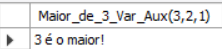 Maior_de_3_Var_Aux(3,2,1)
3 é o maior!